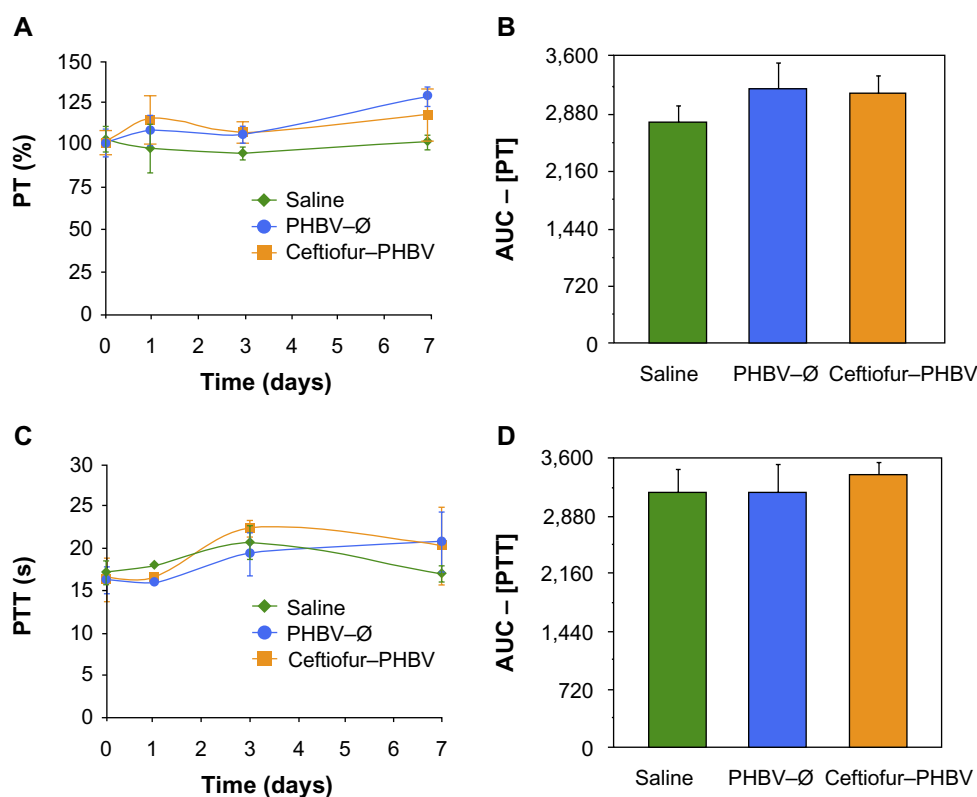 A
150
125
100
75
50
25
0
PT (%)
Saline
PHBV–Ø
Ceftiofur–PHBV
0 1 2 3 4 5 6 7
Time (days)
B
3,600
2,880
2,160
1,440
720
0
AUC – [PT]
Saline PHBV–Ø Ceftiofur–PHBV
C
30
25
20
15
10
5
0
PTT (s)
Saline
PHBV–Ø
Ceftiofur–PHBV
0 1 2 3 4 5 6 7
Time (days)
D
3,600
2,880
2,160
1,440
720
0
AUC – [PTT]
Saline PHBV–Ø Ceftiofur–PHBV